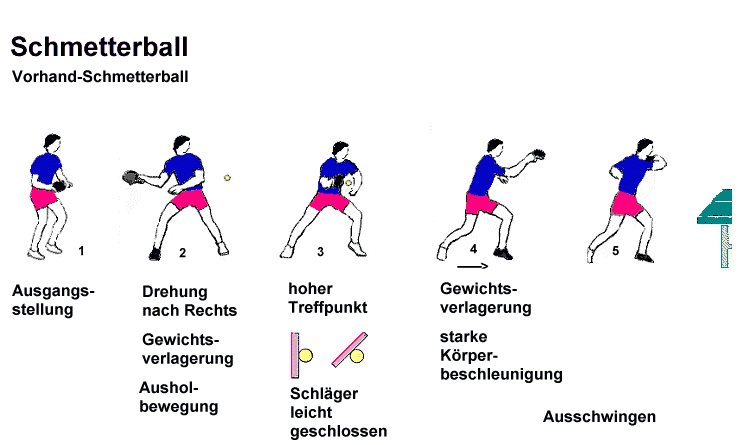 Schmetterball
Vorhand-Schmetterball
1
2
3
4
5
Ausgangs-
stellung
Drehung
nach Rechts
Gewichts-
verlagerung
Aushol-
bewegung
hoher
Treffpunkt
Schläger
leicht
geschlossen
Gewichts-
verlagerung
starke
Körper-
beschleunigung
Ausschwingen